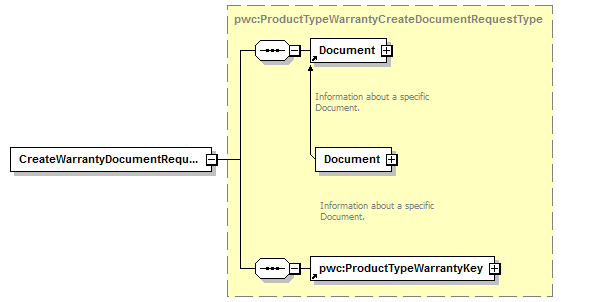 pwc:ProductTypeWarrantyCreateDocumentRequestType
Document
Information about a specific
Document.
CreateWarrantyDocumentRequ...
Document
Information about a specific
Document.
pwc:ProductTypeWarrantyKey